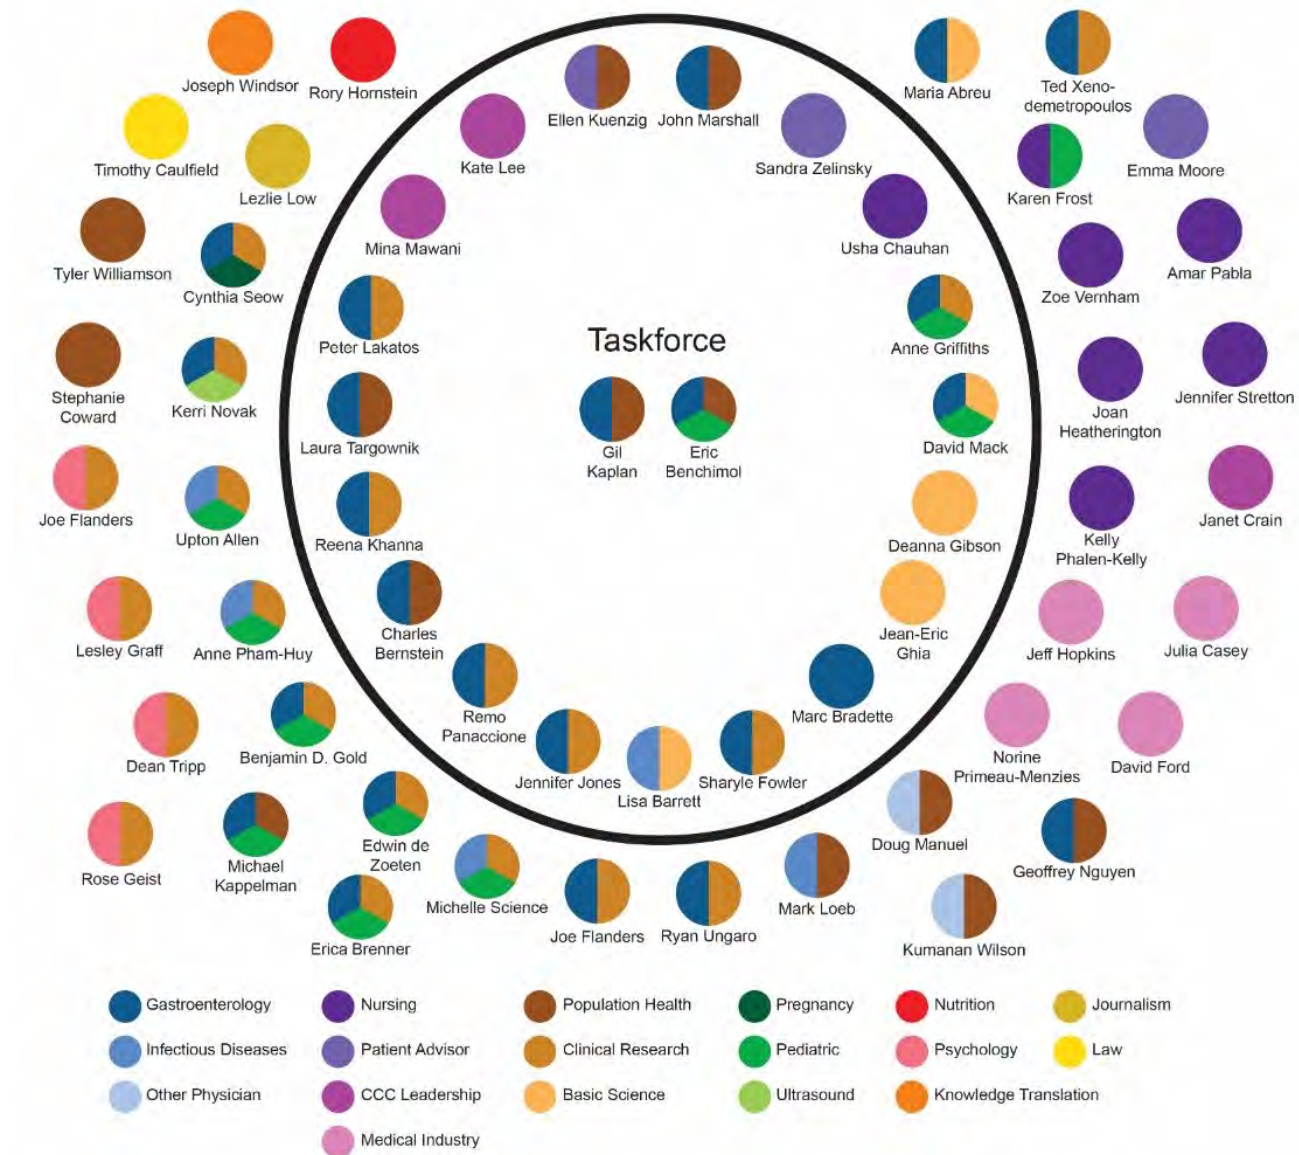 Joseph Windsor
Rory Hornstein
Timothy Caulfield
Lezlie Low
Tyler Williamson
Cynthia Seow
Stephanie
Coward
Kerri Novak
Joe Flanders
Upton Allen
Lesley Graff
Anne Pham-Huy
Dean Tripp
Benjamin D. Gold
Rose Geist
Michael
Kappelman
Edwin de
Zoeten
Erica Brenner
Michelle Science
Joe Flanders
Ryan Ungaro
Mark Loeb
Doug Manuel
Kumanan Wilson
Geoffrey Nguyen
Norine
Primeau-Menzies
David Ford
Jeff Hopkins
Julia Casey
Kelly
Phalen-Kelly
Janet Crain
Joan
Heatherington
Jennifer Stretton
Zoe Vernham
Amar Pabla
Karen Frost
Emma Moore
Maria Abreu
Ted Xeno-
demetropoulos
Ellen Kuenzig
John Marshall
Kate Lee
Sandra Zelinsky
Mina Mawani
Usha Chauhan
Peter Lakatos
Anne Griffiths
Laura Targownik
David Mack
Reena Khanna
Deanna Gibson
Charles
Bernstein
Jean-Eric
Ghia
Remo
Panaccione
Marc Bradette
Jennifer Jones
Lisa Barrett
Sharyle Fowler
Taskforce
Gil
Kaplan
Eric
Benchimol
Gastroenterology
Nursing
Population Health
Pregnancy
Nutrition
Journalism
Infectious Diseases
Patient Advisor
Clinical Research
Pediatric
Psychology
Law
Other Physician
CCC Leadership
Basic Science
Ultrasound
Knowledge Translation
Medical Industry